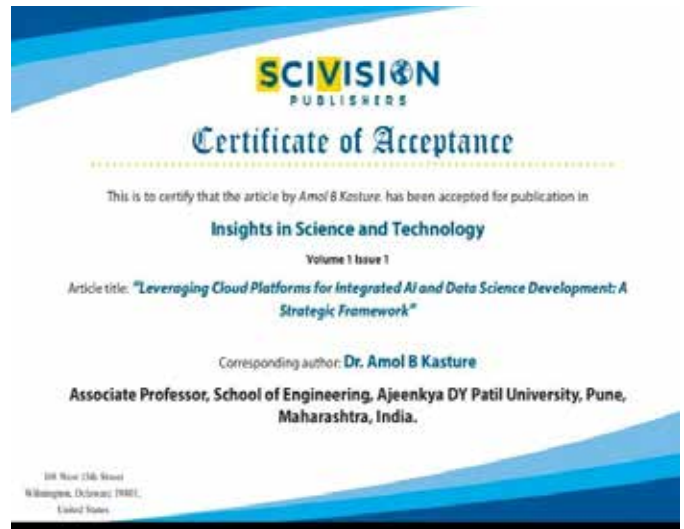 SCIVISION
PUBLISHERS
Certificate of Acceptance
This is to certify that the article by Amol B Kasture. has been accepted for publication in
Insights in Science and Technology
Volume 1 Issue 1
Article title: "Leveraging Cloud Platforms for Integrated AI and Data Science Development: A
Strategic Framework"
Corresponding author: Dr. Amol B Kasture
Associate Professor, School of Engineering, Ajeenkya DY Patil University, Pune,
Maharashtra, India.
West Street
Wilmington, Delaware,
United States